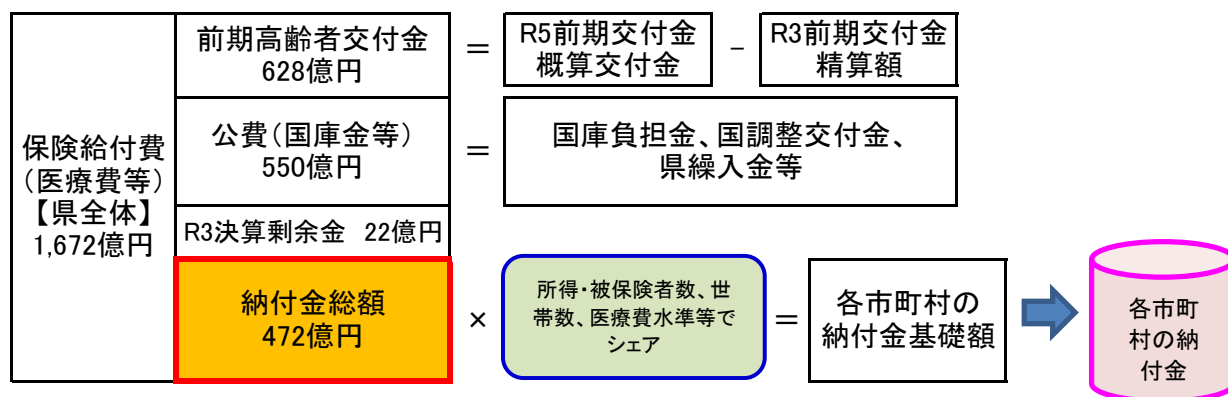 保険給付費
(医療費等)
【県全体】
1,672億円
前期高齢者交付金
628億円
=
R5前期交付金
概算交付金
-
R3前期交付金
精算額
公費(国庫金等)
550億円
=
国庫負担金、国調整交付金、
県繰入金等
R3決算剰余金 22億円
納付金総額
472億円
×
所得・被保険者数、世
帯数、医療費水準等で
シェア
=
各市町村の
納付金基礎額
各市町
村の納
付金